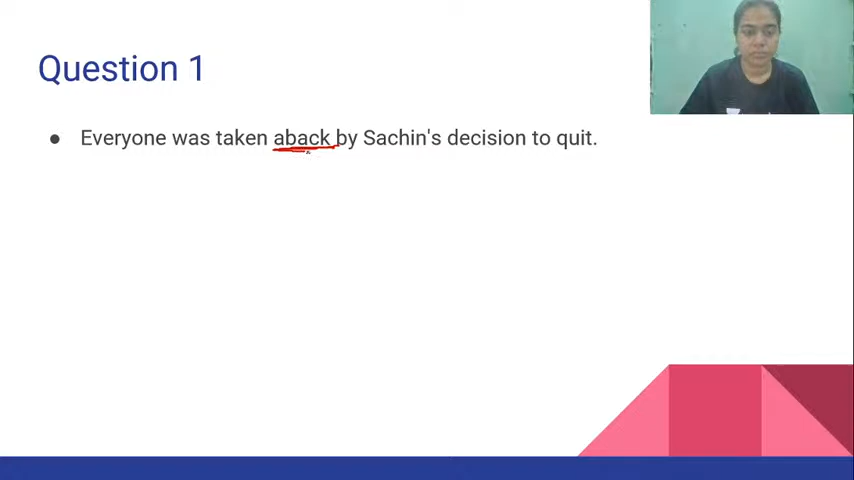 Question 1
● Everyone was taken aback by Sachin's decision to quit.